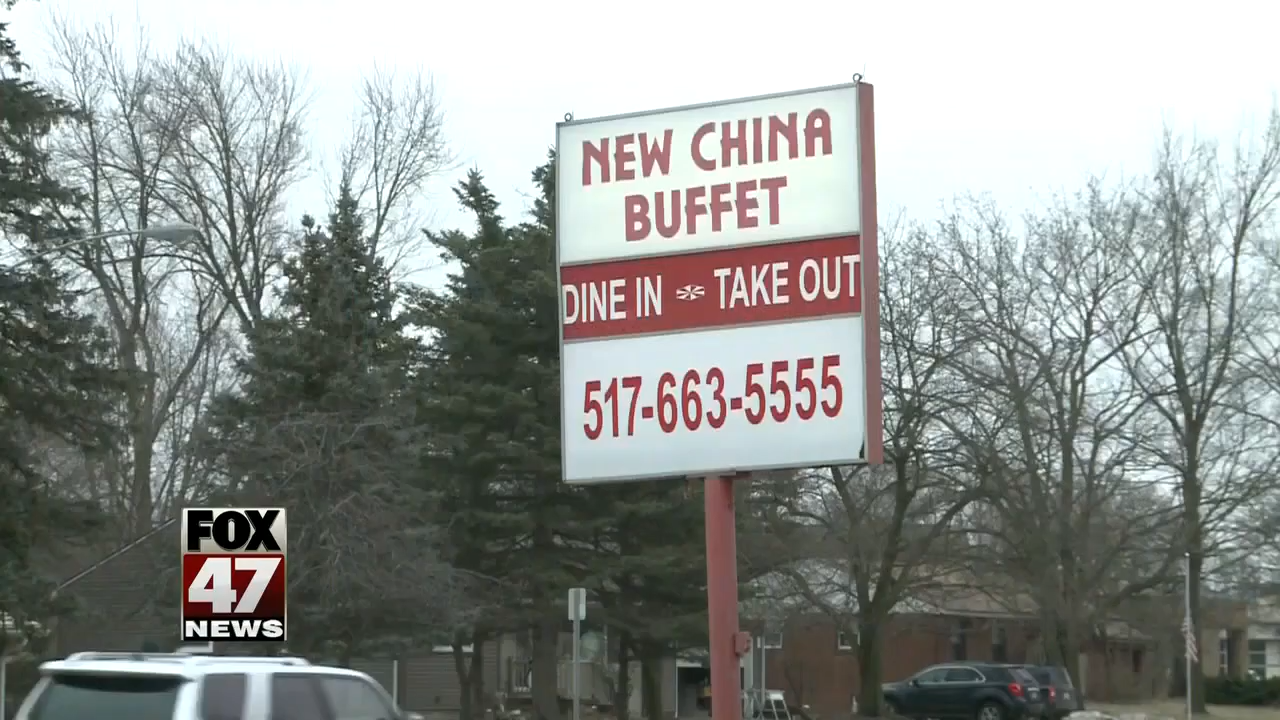 NEW CHINA
BUFFET
DINE IN TAKE OUT
517-663-5555
FOX
47
NEWS